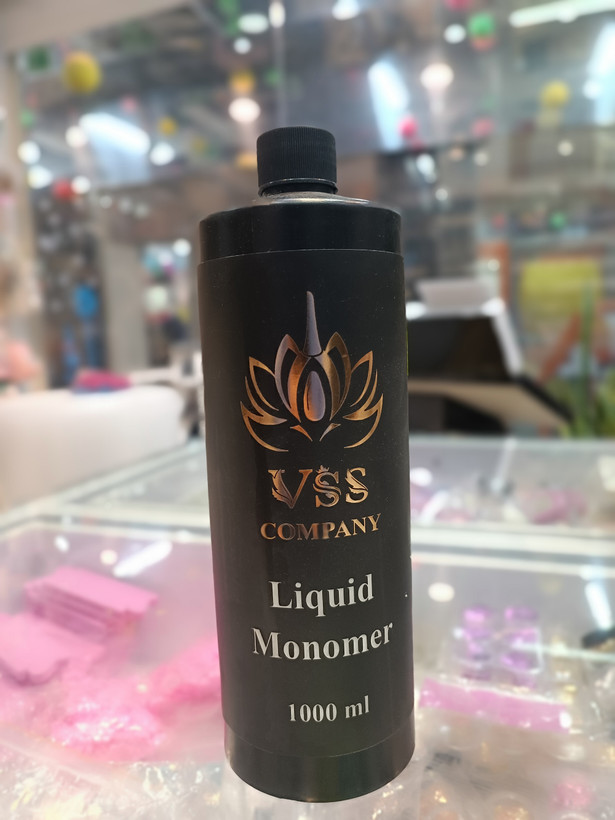 VSS
COMPANY
Liquid
Monomer
1000 ml